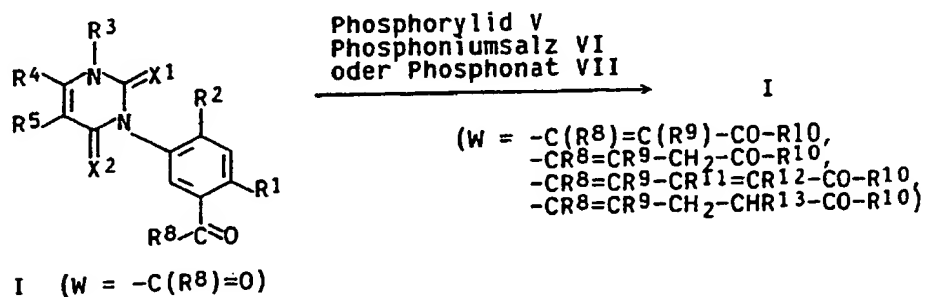 R³
R⁴
N
X¹
R⁵
N
R²
X²
R¹
R⁸
C=O
I (W = -C(R⁸)=O)
Phosphorylid V
Phosphoniumsalz VI
oder Phosphonat VII
I
(W = -C(R⁸)=C(R⁹)-CO-R¹⁰,
-CR⁸=CR⁹-CH₂-CO-R¹⁰,
-CR⁸=CR⁹-CR¹¹=CR¹²-CO-R¹⁰,
-CR⁸=CR⁹-CH₂-CHR¹³-CO-R¹⁰)